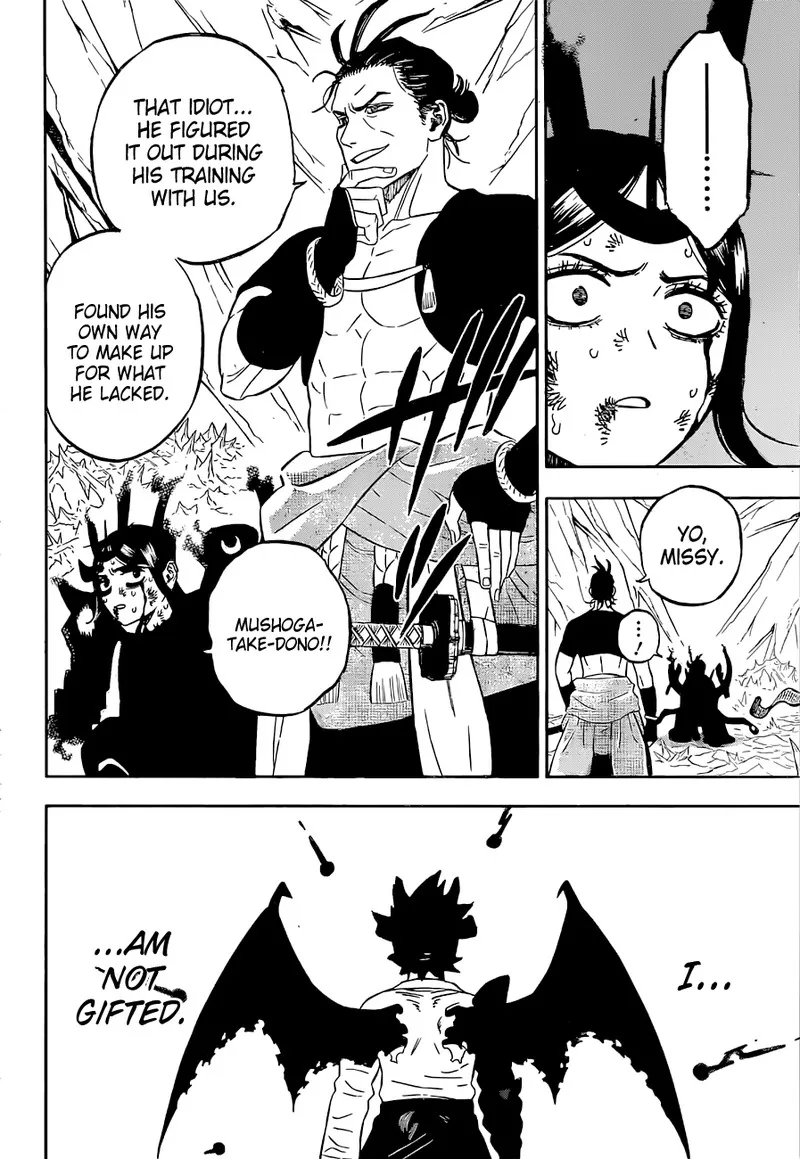 ..........
YO,
MISSY.
...!
THAT IDIOT...
HE FIGURED
IT OUT DURING
HIS TRAINING
WITH US.
FOUND HIS
OWN WAY
TO MAKE UP
FOR WHAT
HE LACKED.
MUSHOGA-
TAKE-DONO!!
I...
...AM
NOT
GIFTED.